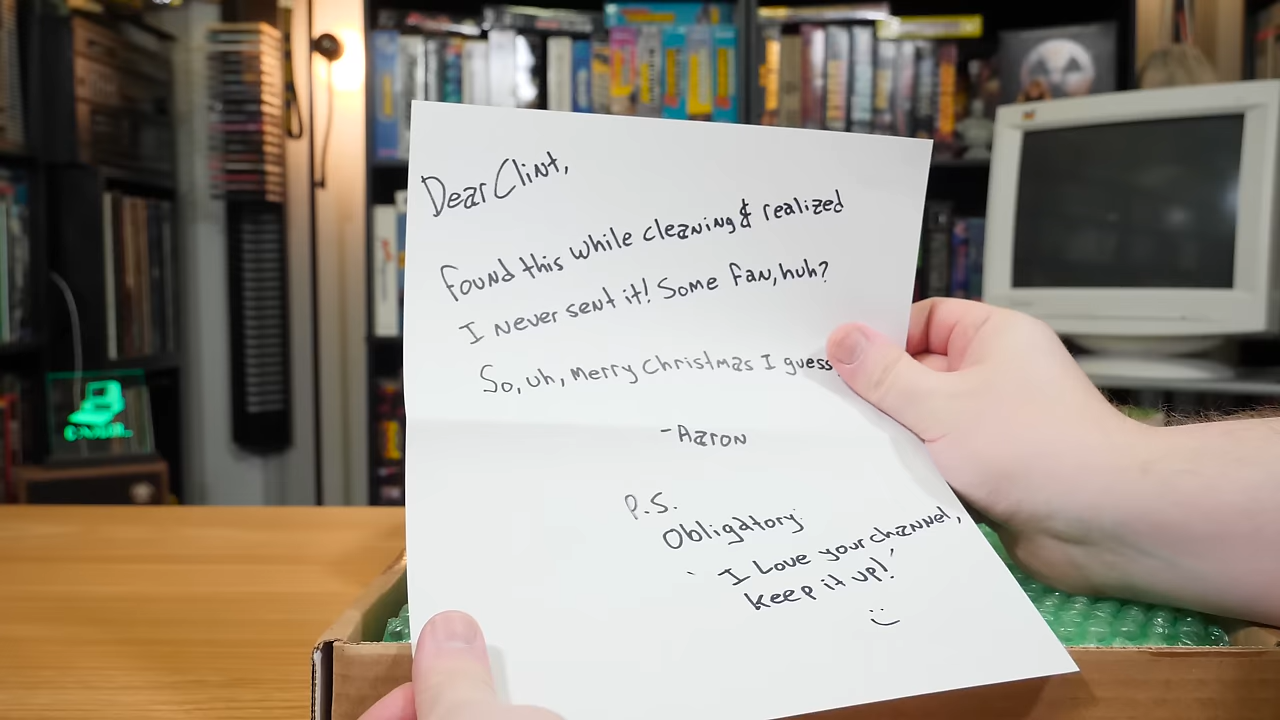 Dear Clint,
Found this while cleaning & realized
I never sent it! Some fan, huh?
So, uh, merry Christmas I guess
-Aaron
P.S.
Obligatory:
'I Love your channel,
keep it up!'
:)